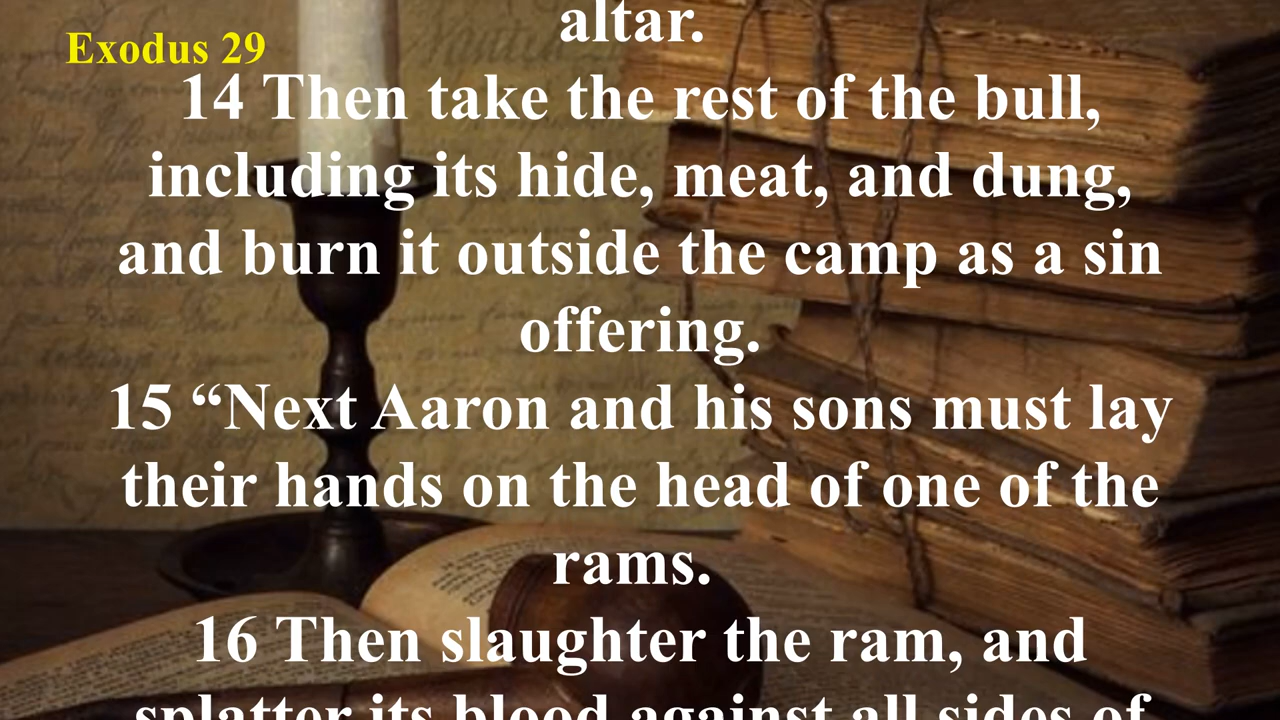 altar.
Exodus 29
14 Then take the rest of the bull,
including its hide, meat, and dung,
and burn it outside the camp as a sin
offering.
15 “Next Aaron and his sons must lay
their hands on the head of one of the
rams.
16 Then slaughter the ram, and
splatter its blood against all sides of